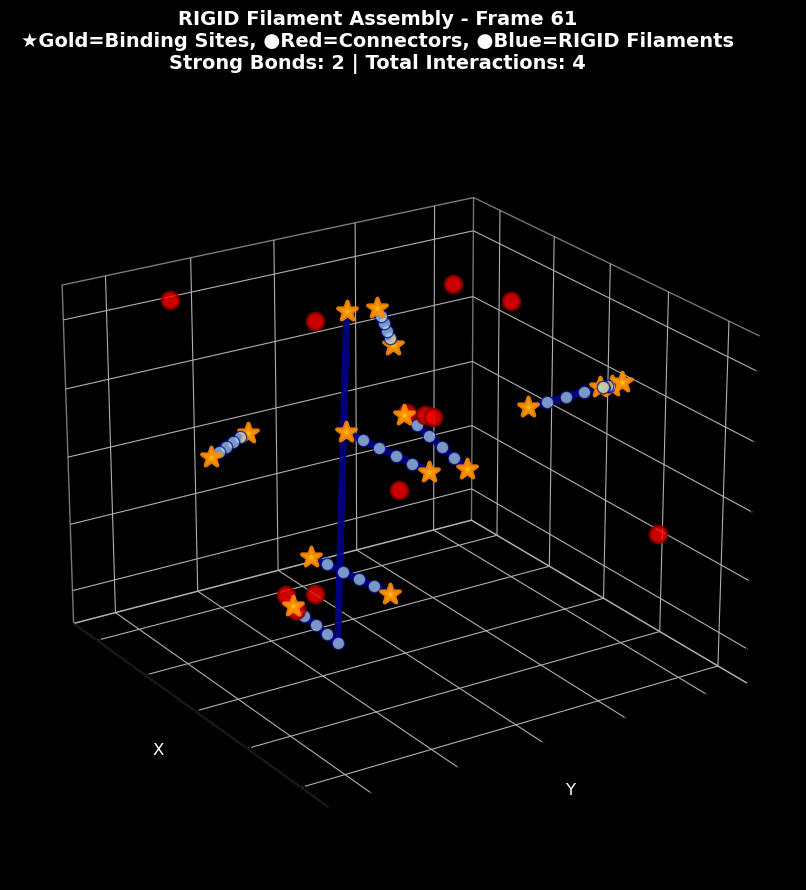 RIGID Filament Assembly - Frame 61
★Gold=Binding Sites, ●Red=Connectors, ●Blue=RIGID Filaments
Strong Bonds: 2 | Total Interactions: 4
X
Y